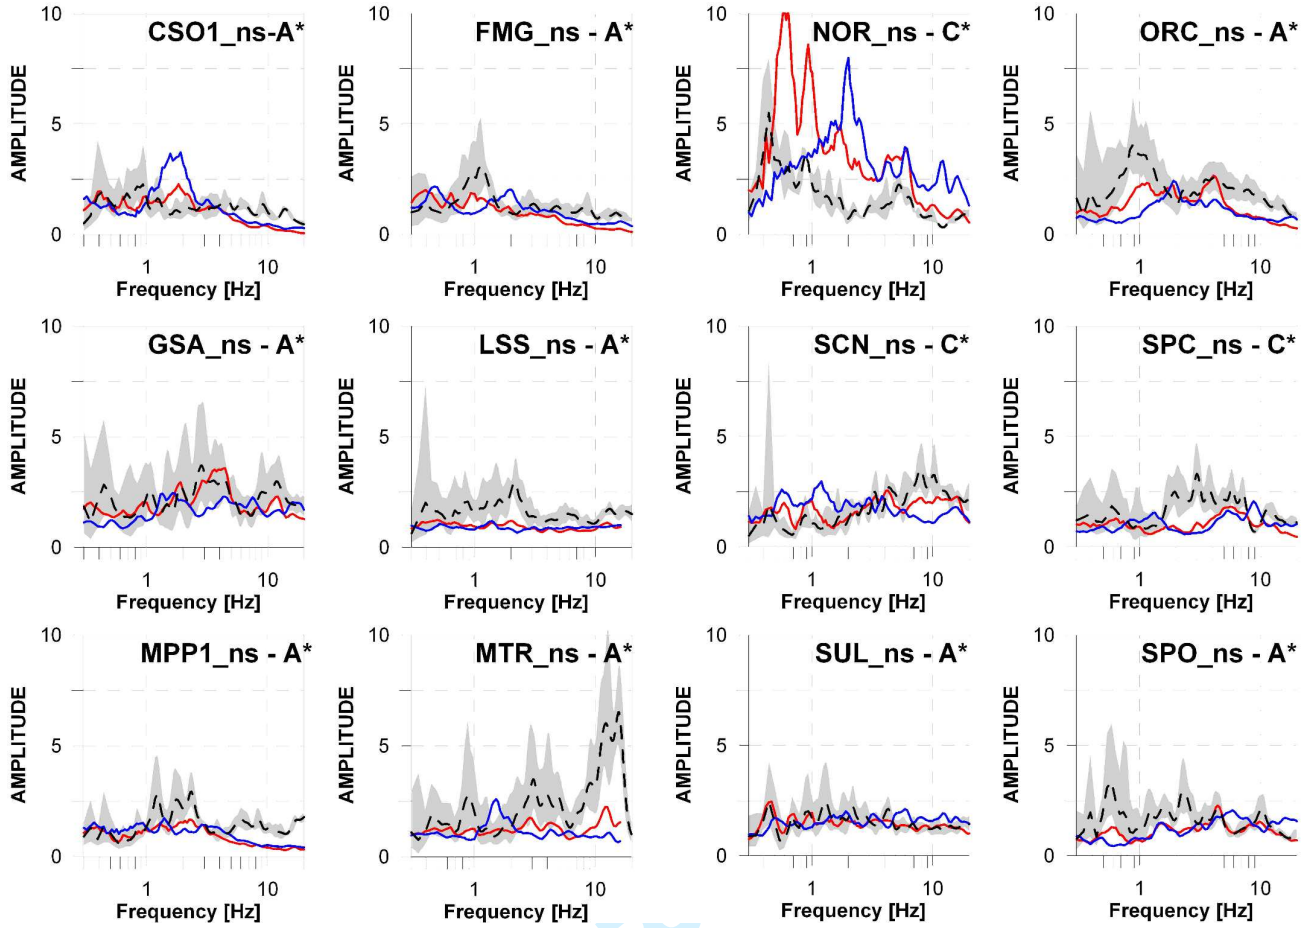 10 CSO1_ns-A* 10 FMG_ns - A* 10 NOR_ns - C* 10 ORC_ns - A*
AMPLITUDE AMPLITUDE AMPLITUDE AMPLITUDE
5 5 5 5
0 0 0 0
1 10 1 10 1 10 1 10
Frequency [Hz] Frequency [Hz] Frequency [Hz] Frequency [Hz]
10 GSA_ns - A* 10 LSS_ns - A* 10 SCN_ns - C* 10 SPC_ns - C*
AMPLITUDE AMPLITUDE AMPLITUDE AMPLITUDE
5 5 5 5
0 0 0 0
1 10 1 10 1 10 1 10
Frequency [Hz] Frequency [Hz] Frequency [Hz] Frequency [Hz]
10 MPP1_ns - A* 10 MTR_ns - A* 10 SUL_ns - A* 10 SPO_ns - A*
AMPLITUDE AMPLITUDE AMPLITUDE AMPLITUDE
5 5 5 5
0 0 0 0
1 10 1 10 1 10 1 10
Frequency [Hz] Frequency [Hz] Frequency [Hz] Frequency [Hz]